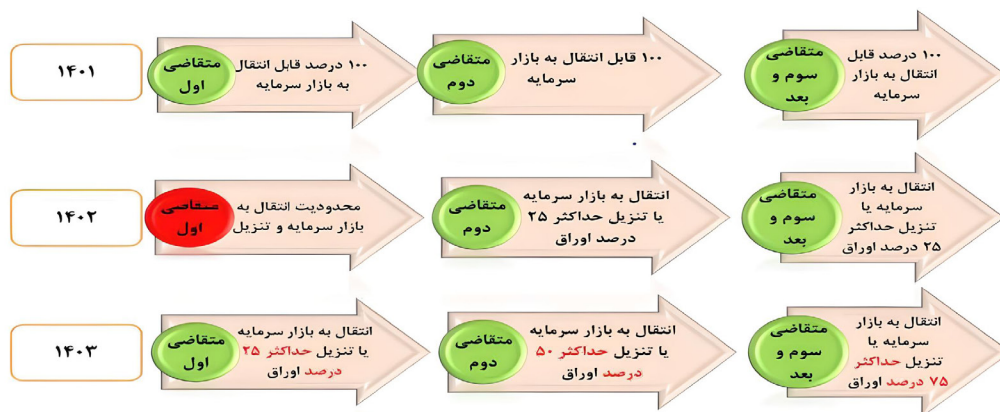 ۱۴۰۱
متقاضی
اول
۱۰۰ درصد قابل انتقال
به بازار سرمایه
متقاضی
دوم
۱۰۰ قابل انتقال به بازار
سرمایه
متقاضی
سوم و
بعد
۱۰۰ درصد قابل
انتقال به بازار
سرمایه
۱۴۰۲
متقاضی
اول
محدودیت انتقال به
بازار سرمایه و تنزیل
متقاضی
دوم
انتقال به بازار سرمایه
یا تنزیل حداکثر ۲۵
درصد اوراق
متقاضی
سوم و
بعد
انتقال به بازار
سرمایه یا
تنزیل حداکثر
۲۵ درصد اوراق
۱۴۰۳
متقاضی
اول
انتقال به بازار سرمایه
یا تنزیل حداکثر ۲۵
درصد اوراق
متقاضی
دوم
انتقال به بازار سرمایه
یا تنزیل حداکثر ۵۰
درصد اوراق
متقاضی
سوم و
بعد
انتقال به بازار
سرمایه یا
تنزیل حداکثر
۷۵ درصد اوراق